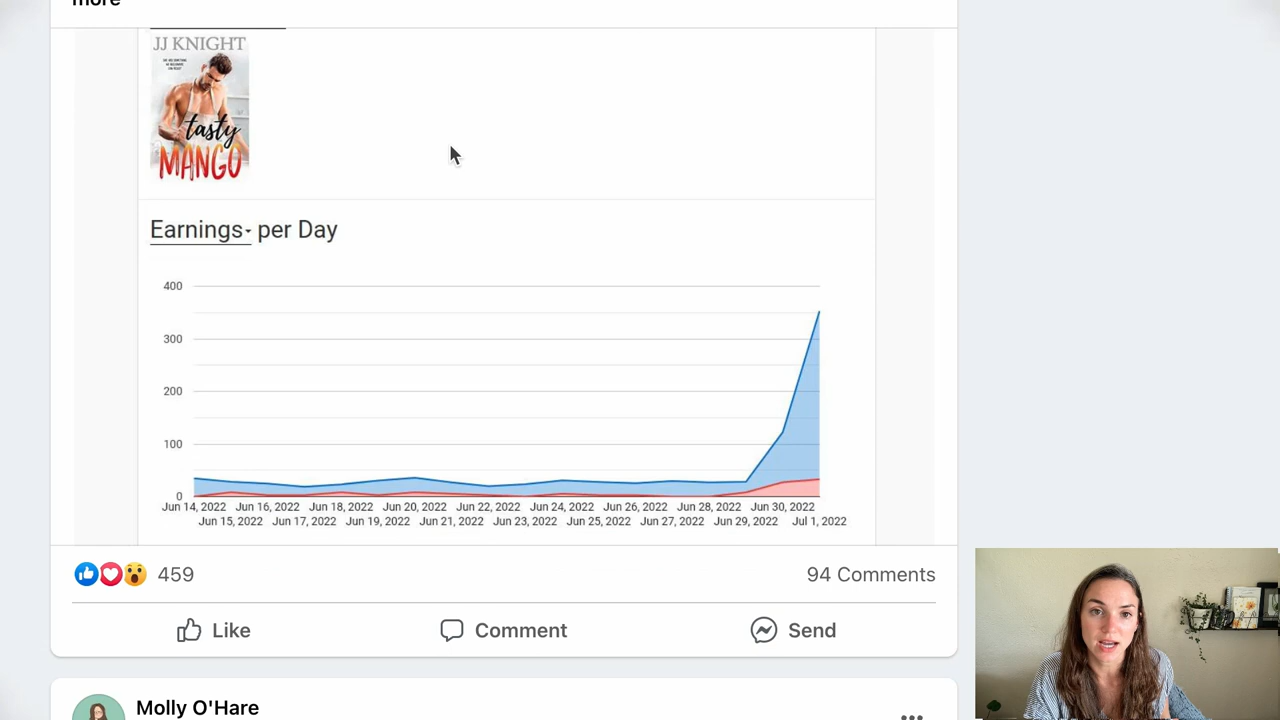 more
JJ KNIGHT
tasty
MANGO
Earnings per Day
400
300
200
100
0
Jun 14, 2022 Jun 16, 2022 Jun 18, 2022 Jun 20, 2022 Jun 22, 2022 Jun 24, 2022 Jun 26, 2022 Jun 28, 2022 Jun 30, 2022
Jun 15, 2022 Jun 17, 2022 Jun 19, 2022 Jun 21, 2022 Jun 23, 2022 Jun 25, 2022 Jun 27, 2022 Jun 29, 2022 Jul 1, 2022
459
94 Comments
Like
Comment
Send
Molly O'Hare